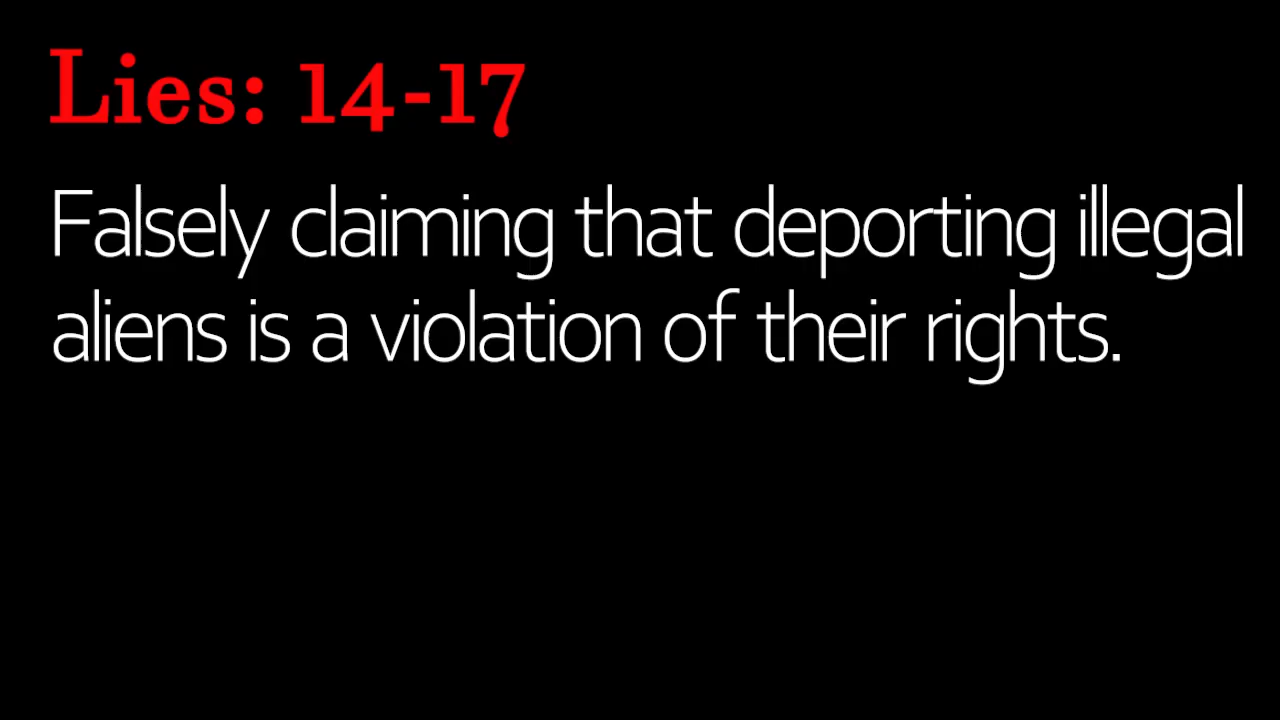 Lies: 14-17
Falsely claiming that deporting illegal
aliens is a violation of their rights.